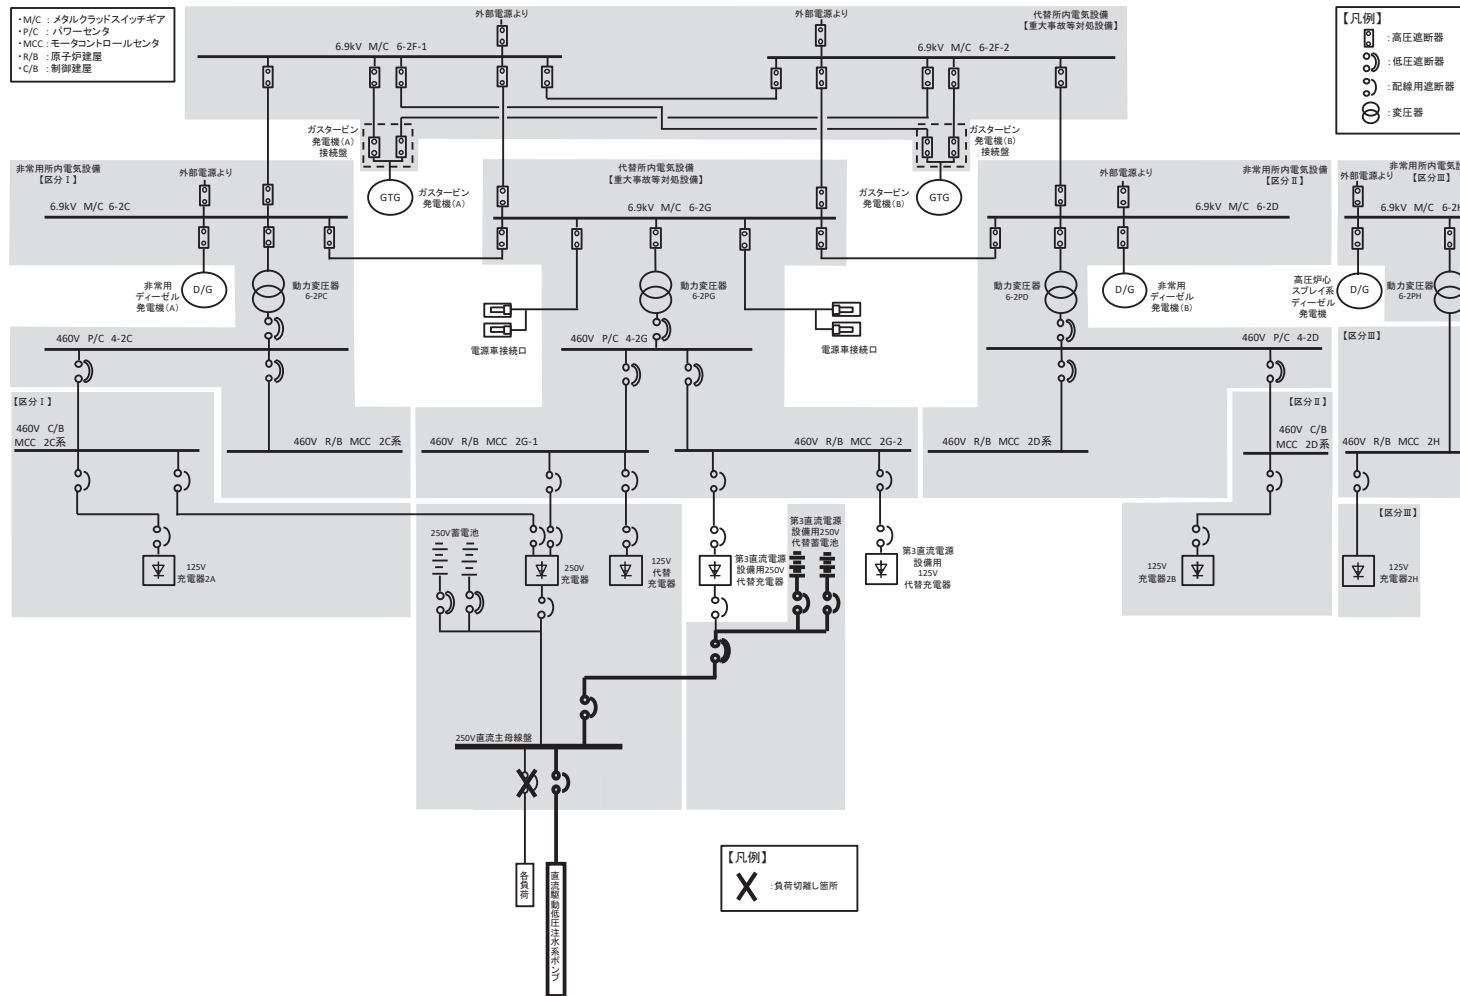 ・M/C : メタルクラッドスイッチギア
・P/C : パワーセンタ
・MCC : モータコントロールセンタ
・R/B : 原子炉建屋
・C/B : 制御建屋
外部電源より
外部電源より
代替所内電気設備
【重大事故等対処設備】
6.9kV M/C 6-2F-1
6.9kV M/C 6-2F-2
【凡例】
:高圧遮断器
:低圧遮断器
:配線用遮断器
:変圧器
ガスタービン
発電機(A)
接続盤
ガスタービン
発電機(B)
接続盤
非常用所内電気設備
【区分Ⅰ】
外部電源より
GTG
ガスタービン
発電機(A)
代替所内電気設備
【重大事故等対処設備】
ガスタービン
発電機(B)
GTG
外部電源より
非常用所内電気設備
【区分Ⅱ】
非常用所内電気設
【区分Ⅲ】
外部電源より
6.9kV M/C 6-2C
6.9kV M/C 6-2G
6.9kV M/C 6-2D
6.9kV M/C 6-2H
非常用
ディーゼル
発電機(A)
D/G
動力変圧器
6-2PC
動力変圧器
6-2PG
動力変圧器
6-2PD
D/G
非常用
ディーゼル
発電機(B)
高圧炉心
スプレイ系
ディーゼル
発電機
D/G
動力変圧器
6-2PH
電源車接続口
電源車接続口
460V P/C 4-2C
460V P/C 4-2G
460V P/C 4-2D
【区分Ⅲ】
【区分Ⅰ】
460V C/B
MCC 2C系
460V R/B MCC 2C系
460V R/B MCC 2G-1
460V R/B MCC 2G-2
460V R/B MCC 2D系
【区分Ⅱ】
460V C/B
MCC 2D系
460V R/B MCC 2H
125V
充電器2A
250V蓄電池
250V
充電器
125V
代替
充電器
第3直流電源
設備用250V
代替充電器
第3直流電源
設備用250V
代替蓄電池
第3直流電源
設備用
125V
代替充電器
125V
充電器2B
【区分Ⅲ】
125V
充電器2H
250V直流主母線盤
各負荷
直流駆動低圧注水系ポンプ
【凡例】
:負荷切離し箇所